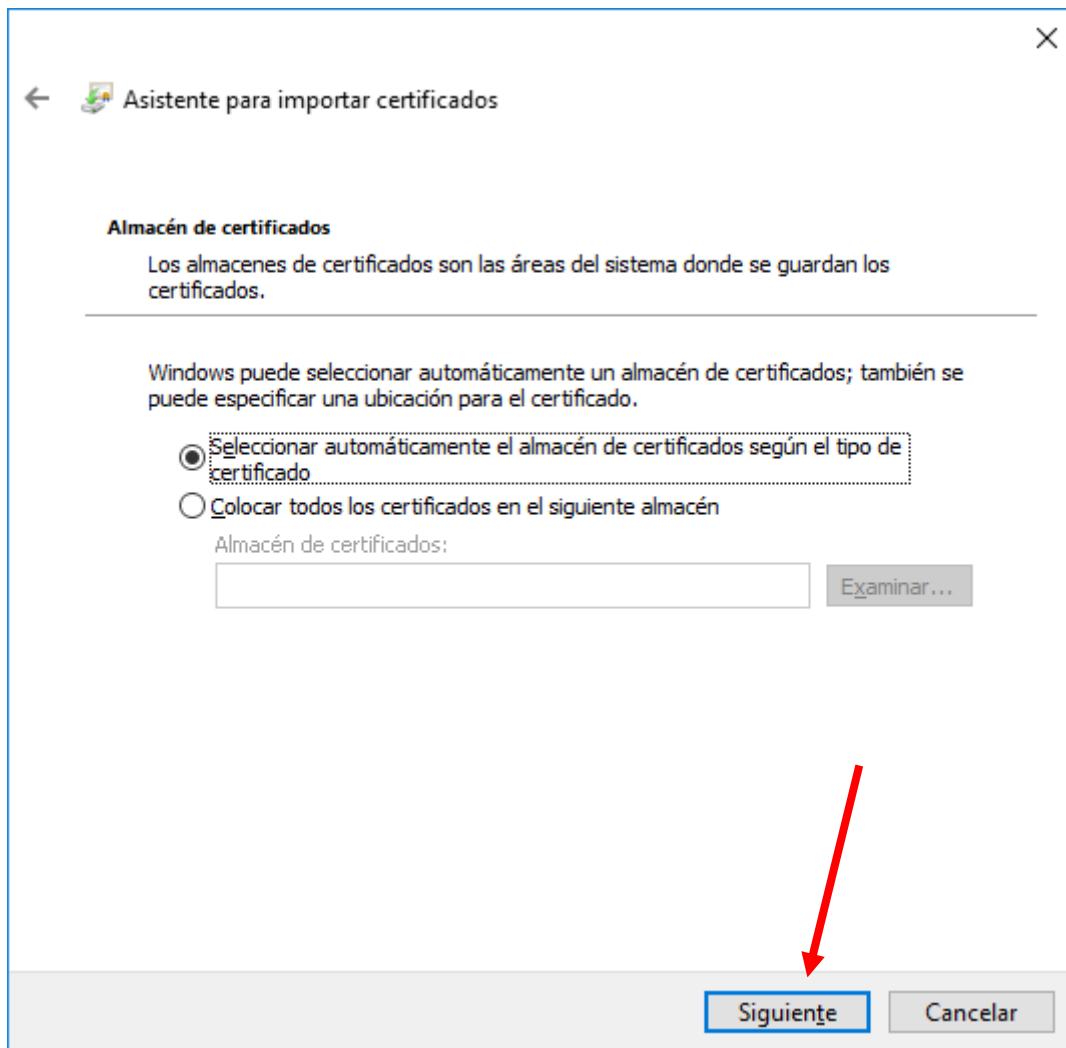 Asistente para importar certificados
Almacén de certificados
Los almacenes de certificados son las áreas del sistema donde se guardan los
certificados.
Windows puede seleccionar automáticamente un almacén de certificados; también se
puede especificar una ubicación para el certificado.
Seleccionar automáticamente el almacén de certificados según el tipo de
certificado
Colocar todos los certificados en el siguiente almacén
Almacén de certificados:
Examinar...
Siguiente
Cancelar